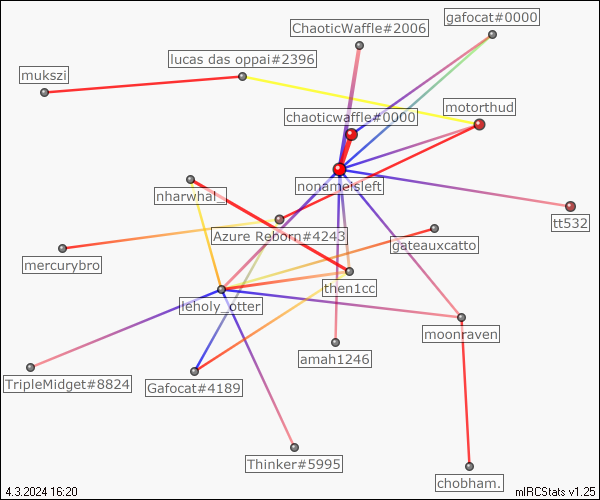 ChaoticWaffle#2006
gafocat#0000
lucas das oppai#2396
mukszi
motorthud
chaoticwaffle#0000
nonameisleft
nharwhal_
tt532
Azure Reborn#4243
gateauxcatto
mercurybro
then1cc
leholy_otter
moonraven
amah1246
TripleMidget#8824
Gafocat#4189
Thinker#5995
chobham.
4.3.2024 16:20
mIRCStats v1.25